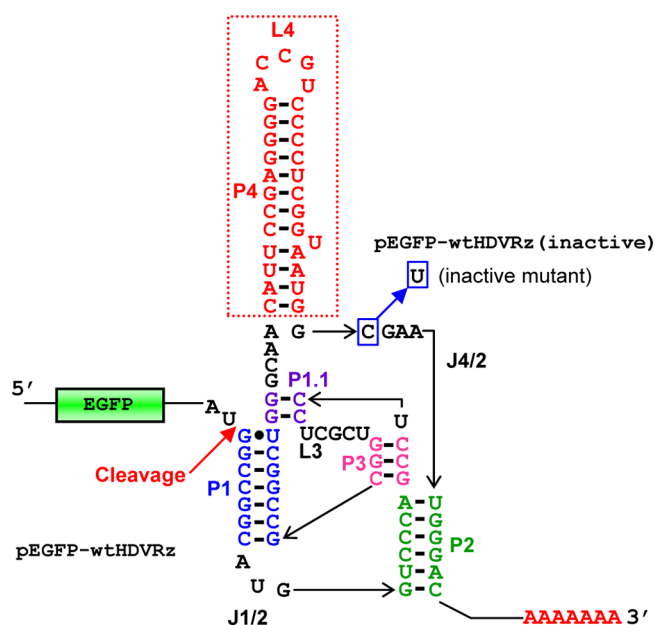 L4
C C G
A U
G C
G C
G C
G C
A U
P4
G C
C G
C G
U
U A
U A
A U
C G
pEGFP-wtHDVRz(inactive)
U (inactive mutant)
A G C GAA
J4/2
A
C
G
P1.1
G C
G C
5′ EGFP AU
UCGCU U
L3
G U
G C
C G
C G
G C
G C
C G
P1
Cleavage
P3
G C
G C
C G
A U
C G
C G
C G
U A
G C
P2
pEGFP-wtHDVRz
A
U
G
J1/2
AAAAAAA 3′